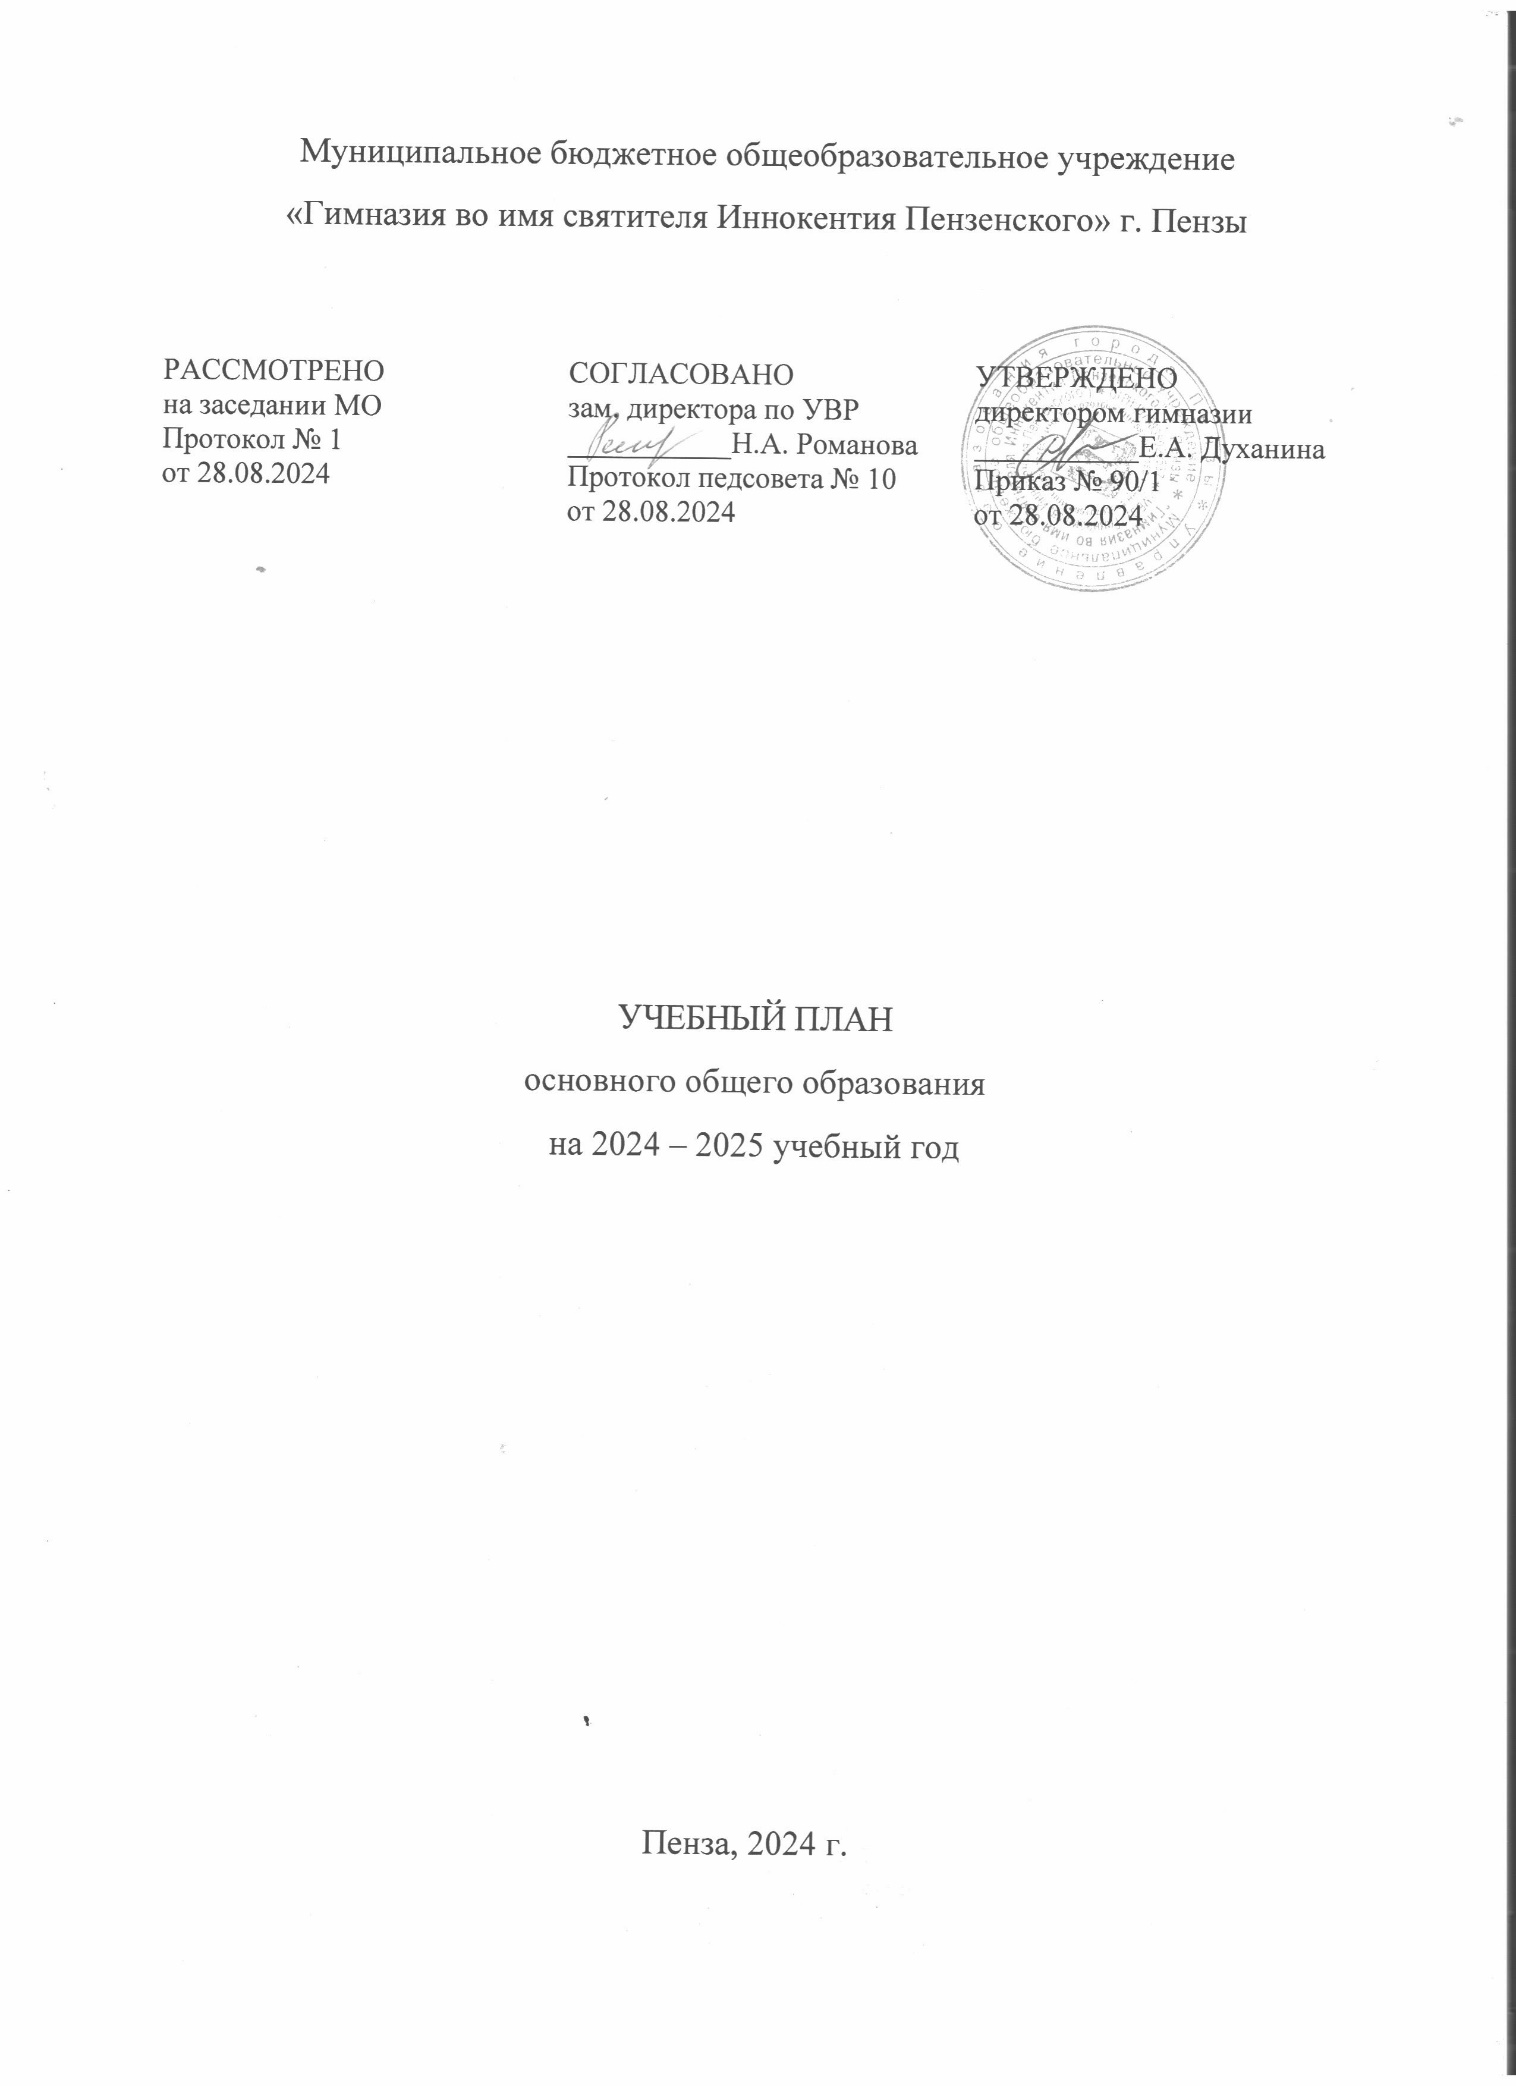 Муниципальное бюджетное общеобразовательное учреждение
«Гимназия во имя святителя Иннокентия Пензенского» г. Пензы
РАССМОТРЕНО
на заседании МО
Протокол № 1
от 28.08.2024
СОГЛАСОВАНО
зам. директора по УВР
____________Н.А. Романова
Протокол педсовета № 10
от 28.08.2024
УТВЕРЖДЕНО
директором гимназии
____________Е.А. Духанина
Приказ № 90/1
от 28.08.2024
УЧЕБНЫЙ ПЛАН
основного общего образования
на 2024 – 2025 учебный год
Пенза, 2024 г.